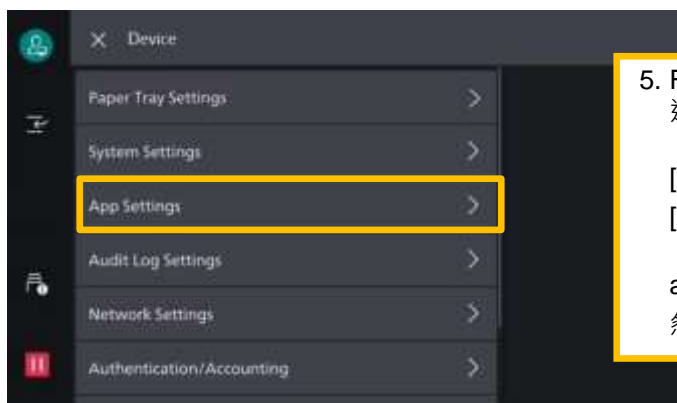 Device
Paper Tray Settings
System Settings
App Settings
Audit Log Settings
Network Settings
Authentication/Accounting
5.
[
[
a